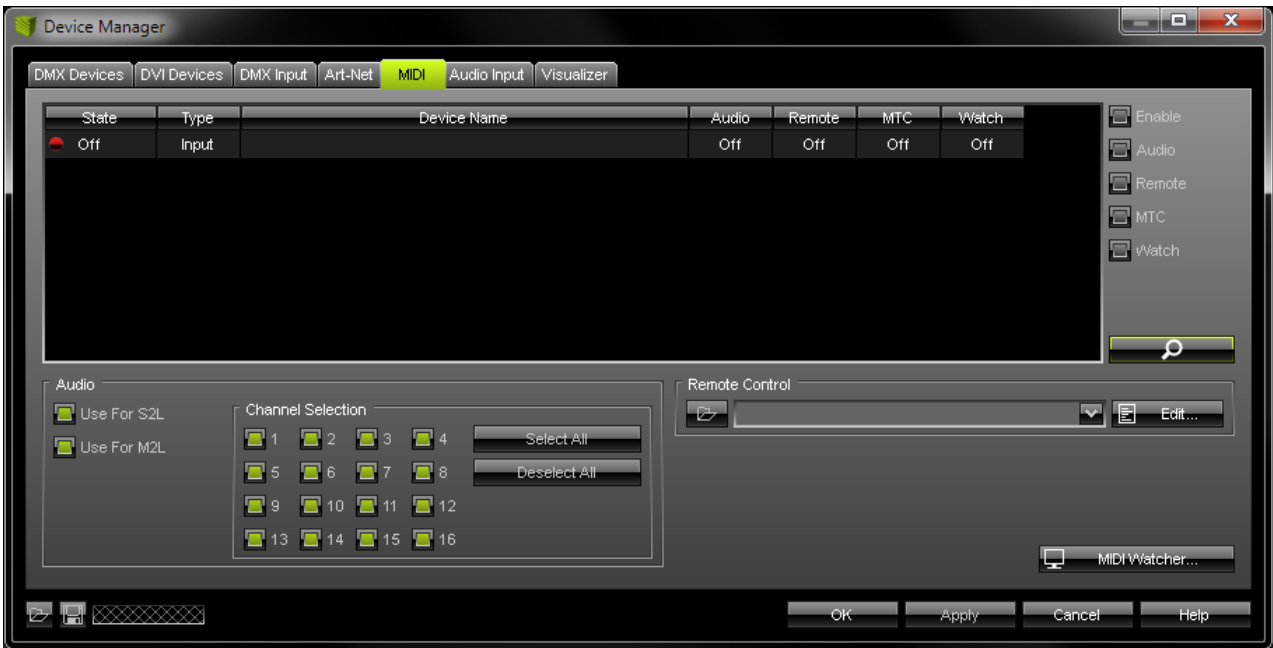 Device Manager
DMX Devices DVI Devices DMX Input Art-Net MIDI Audio Input Visualizer
State Type Device Name Audio Remote MTC Watch
Off Input Off Off Off Off
Enable
Audio
Remote
MTC
Watch
Audio
Use For S2L
Use For M2L
Channel Selection
1 2 3 4 Select All
5 6 7 8 Deselect All
9 10 11 12
13 14 15 16
Remote Control
Edit...
MIDI Watcher...
OK Apply Cancel Help